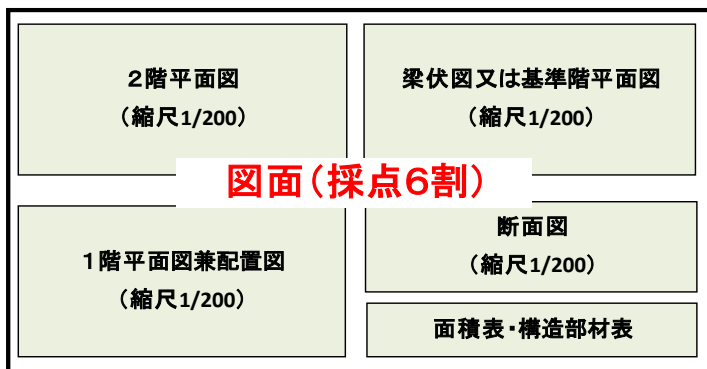 ２階平面図
（縮尺1/200）
梁伏図又は基準階平面図
（縮尺1/200）
図面（採点６割）
１階平面図兼配置図
（縮尺1/200）
断面図
（縮尺1/200）
面積表・構造部材表